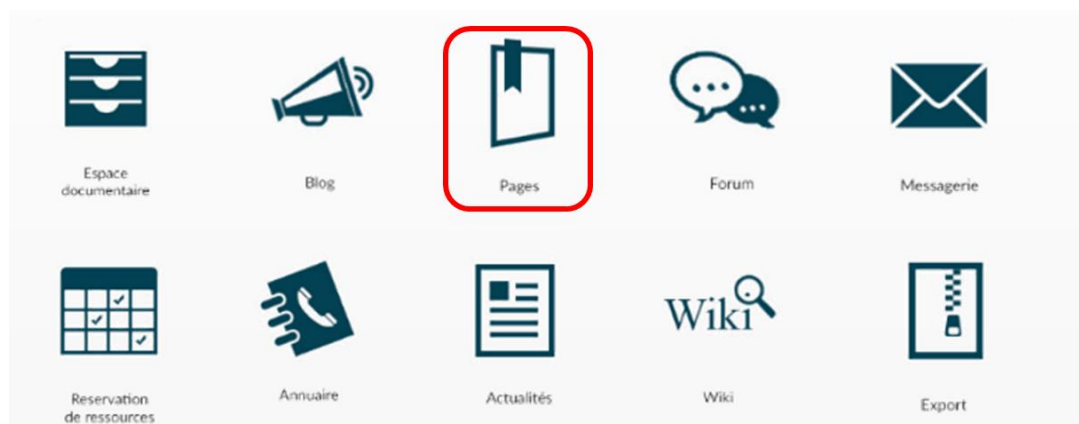 Espace
documentaire
Blog
Pages
Forum
Messagerie
Wiki
Reservation
de ressources
Annuaire
Actualités
Wiki
Export